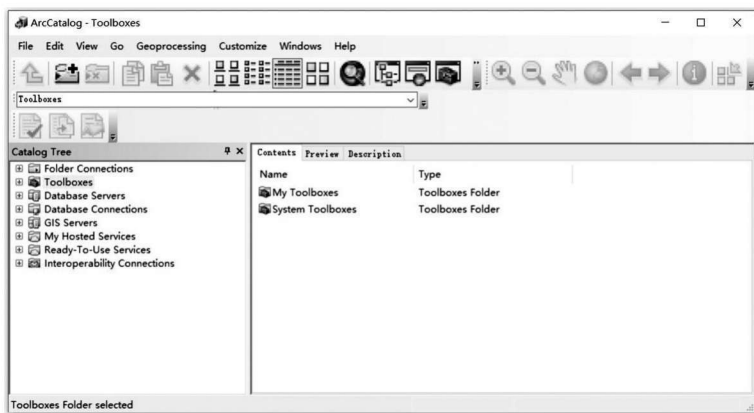 ArcCatalog - Toolboxes
File Edit View Go Geoprocessing Customize Windows Help
Toolboxes
Catalog Tree
Folder Connections
Toolboxes
Database Servers
Database Connections
GIS Servers
My Hosted Services
Ready-To-Use Services
Interoperability Connections
Contents Preview Description
Name Type
My Toolboxes Toolboxes Folder
System Toolboxes Toolboxes Folder
Toolboxes Folder selected